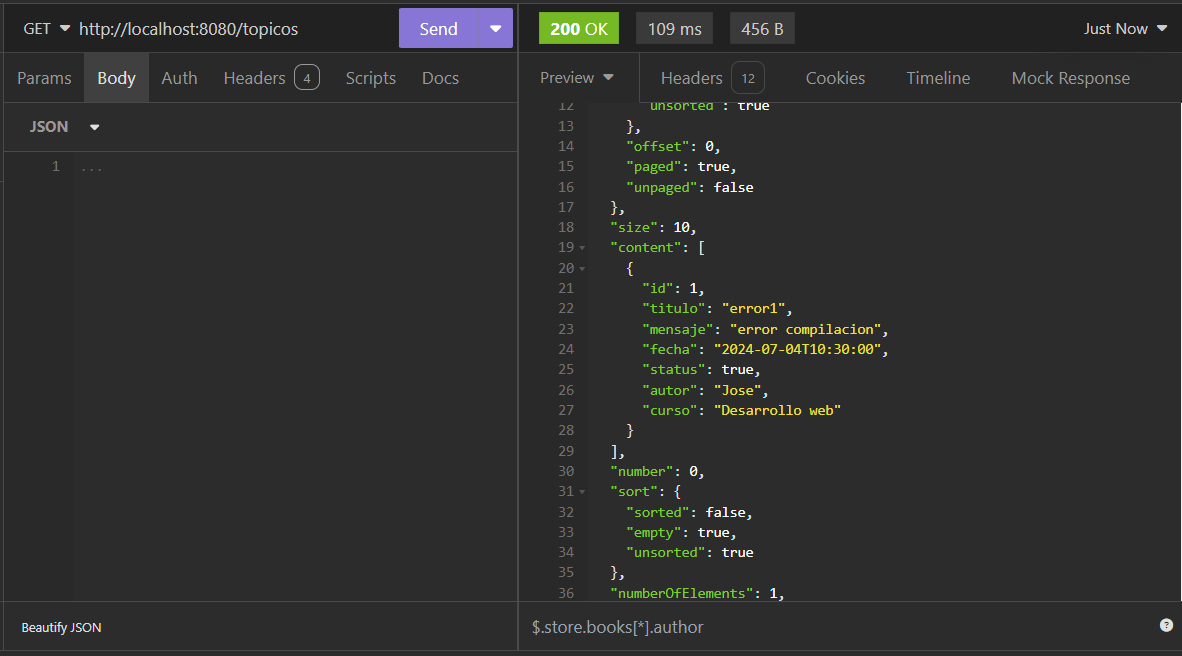 GET http://localhost:8080/topicos Send 200 OK 109 ms 456 B Just Now
Params Body Auth Headers 4 Scripts Docs Preview Headers 12 Cookies Timeline Mock Response
JSON
1 ...
12 "unsorted": true
13 },
14 "offset": 0,
15 "paged": true,
16 "unpaged": false
17 },
18 "size": 10,
19 "content": [
20 {
21 "id": 1,
22 "titulo": "error1",
23 "mensaje": "error compilacion",
24 "fecha": "2024-07-04T10:30:00",
25 "status": true,
26 "autor": "Jose",
27 "curso": "Desarrollo web"
28 }
29 ],
30 "number": 0,
31 "sort": {
32 "sorted": false,
33 "empty": true,
34 "unsorted": true
35 },
36 "numberOfElements": 1,
Beautify JSON $.store.books[*].author ?